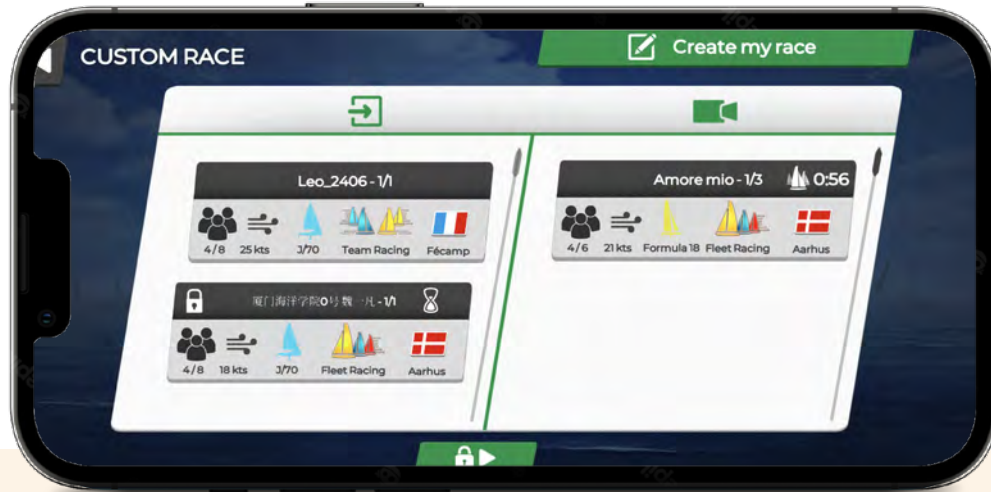 CUSTOM RACE
Create my race
Leo_2406 - 1/1
4/8 25 kts J/70 Team Racing Fécamp
厦门海洋学院0号魏一凡 - 1/1
4/8 18 kts J/70 Fleet Racing Aarhus
Amore mio - 1/3 0:56
4/6 21 kts Formula 18 Fleet Racing Aarhus